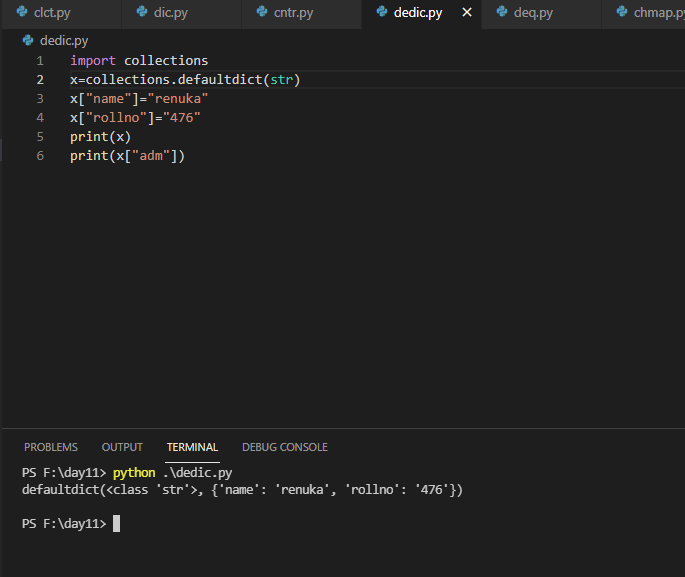 clct.py dic.py cntr.py dedic.py × deq.py chmap.py
dedic.py
1 import collections
2 x=collections.defaultdict(str)
3 x["name"]="renuka"
4 x["rollno"]="476"
5 print(x)
6 print(x["adm"])
PROBLEMS OUTPUT TERMINAL DEBUG CONSOLE
PS F:\day11> python .\dedic.py
defaultdict(<class 'str'>, {'name': 'renuka', 'rollno': '476'})
PS F:\day11>